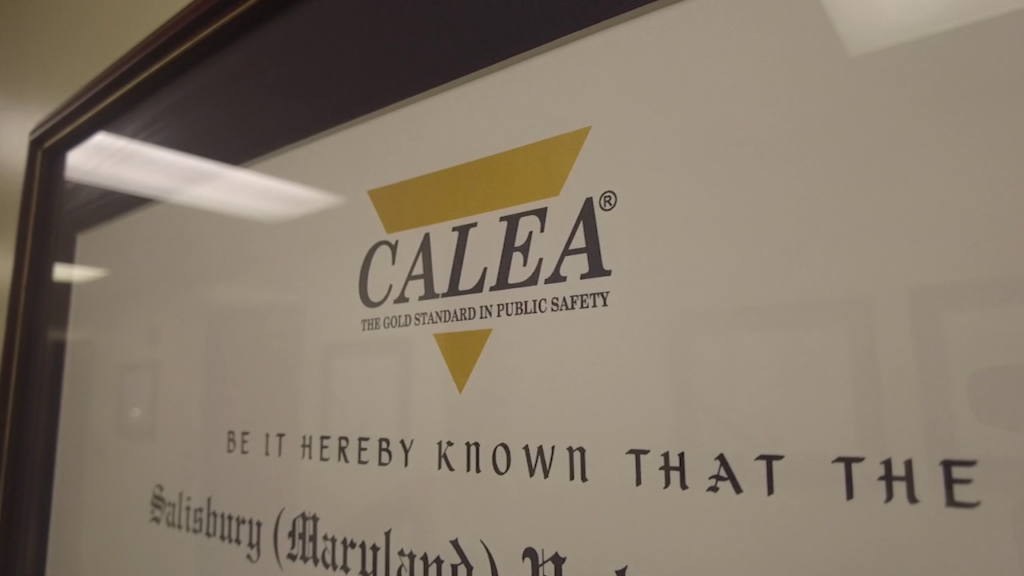 CALEA®
THE GOLD STANDARD IN PUBLIC SAFETY
BE IT HEREBY KNOWN THAT THE
Salisbury (Maryland)